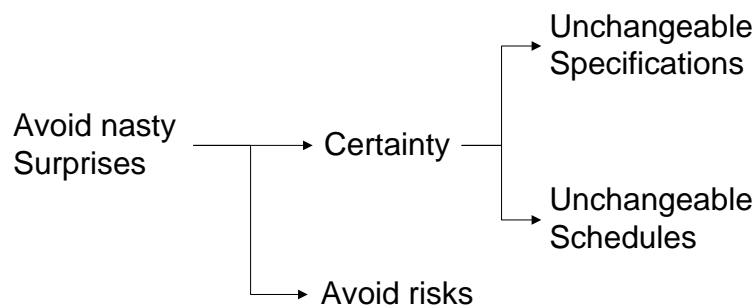 Unchangeable
Specifications
Avoid nasty
Surprises
Certainty
Unchangeable
Schedules
Avoid risks